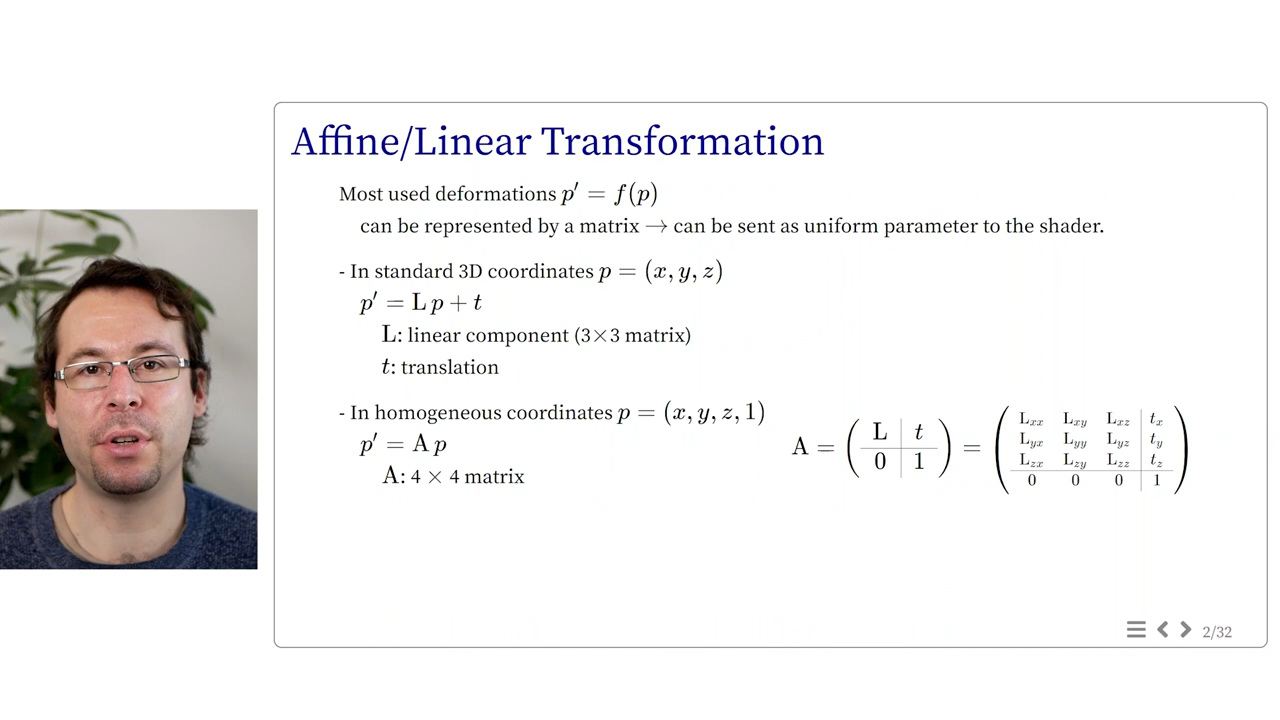 Affine/Linear Transformation
Most used deformations p′ = f(p)
can be represented by a matrix → can be sent as uniform parameter to the shader.
- In standard 3D coordinates p = (x, y, z)
p′ = L p + t
L: linear component (3×3 matrix)
t: translation
- In homogeneous coordinates p = (x, y, z, 1)
p′ = A p
A: 4 × 4 matrix
A = ( L t ; 0 1 ) = ( Lxx Lxy Lxz tx ; Lyx Lyy Lyz ty ; Lzx Lzy Lzz tz ; 0 0 0 1 )
2/32